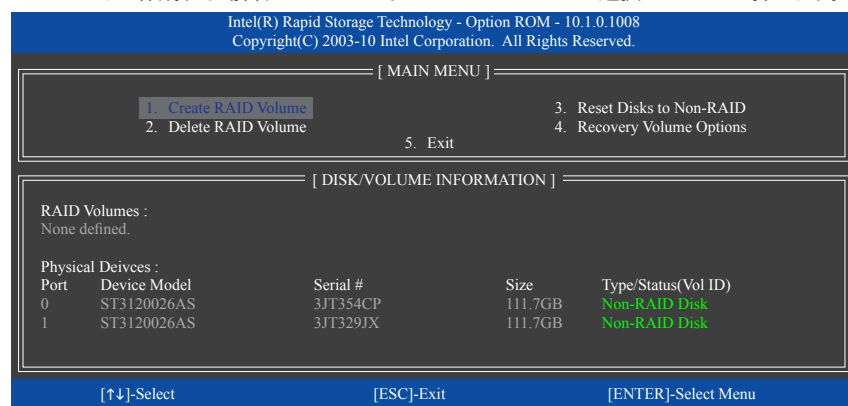 Intel(R) Rapid Storage Technology - Option ROM - 10.1.0.1008
Copyright(C) 2003-10 Intel Corporation. All Rights Reserved.
[ MAIN MENU ]
1. Create RAID Volume 3. Reset Disks to Non-RAID
2. Delete RAID Volume 4. Recovery Volume Options
5. Exit
[ DISK/VOLUME INFORMATION ]
RAID Volumes :
None defined.
Physical Deivces :
Port Device Model Serial # Size Type/Status(Vol ID)
0 ST3120026AS 3JT354CP 111.7GB Non-RAID Disk
1 ST3120026AS 3JT329JX 111.7GB Non-RAID Disk
[↑↓]-Select [ESC]-Exit [ENTER]-Select Menu